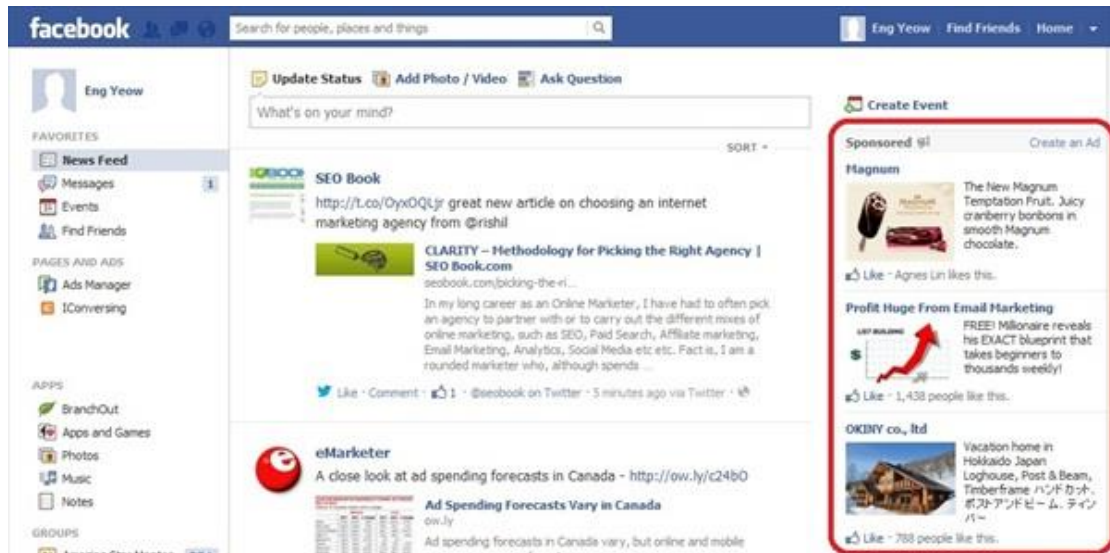 facebook
Search for people, places and things
Eng Yeow
Find Friends
Home
Eng Yeow
FAVORITES
News Feed
Messages
1
Events
Find Friends
PAGES AND ADS
Ads Manager
IConversing
APPS
BranchOut
Apps and Games
Photos
Music
Notes
GROUPS
Update Status
Add Photo / Video
Ask Question
What's on your mind?
SORT
SEO Book
http://t.co/OyxOQLjr great new article on choosing an internet
marketing agency from @rishil
CLARITY – Methodology for Picking the Right Agency |
SEO Book.com
seobook.com/picking-the-ri...
In my long career as an Online Marketer, I have had to often pick
an agency to partner with or to carry out the different mixes of
online marketing, such as SEO, Paid Search, Affiliate marketing,
Email Marketing, Analytics, Social Media etc etc. Fact is, I am a
rounded marketer who, although spends ...
Like · Comment · 1 · @seobook on Twitter · 5 minutes ago via Twitter ·
eMarketer
A close look at ad spending forecasts in Canada - http://ow.ly/c24bO
Ad Spending Forecasts Vary in Canada
ow.ly
Ad spending forecasts in Canada vary, but online and mobile
Create Event
Sponsored
Create an Ad
Magnum
The New Magnum
Temptation Fruit. Juicy
cranberry bonbons in
smooth Magnum
chocolate.
Like · Agnes Lin likes this.
Profit Huge From Email Marketing
LIST BUILDING
$
FREE! Milionaire reveals
his EXACT blueprint that
takes beginners to
thousands weekly!
Like · 1,438 people like this.
OKINY co., ltd
Vacation home in
Hokkaido Japan
Loghouse, Post & Beam,
Timberframe ハンドカット,
ポストアンドビーム、ティン
バー
Like · 788 people like this.